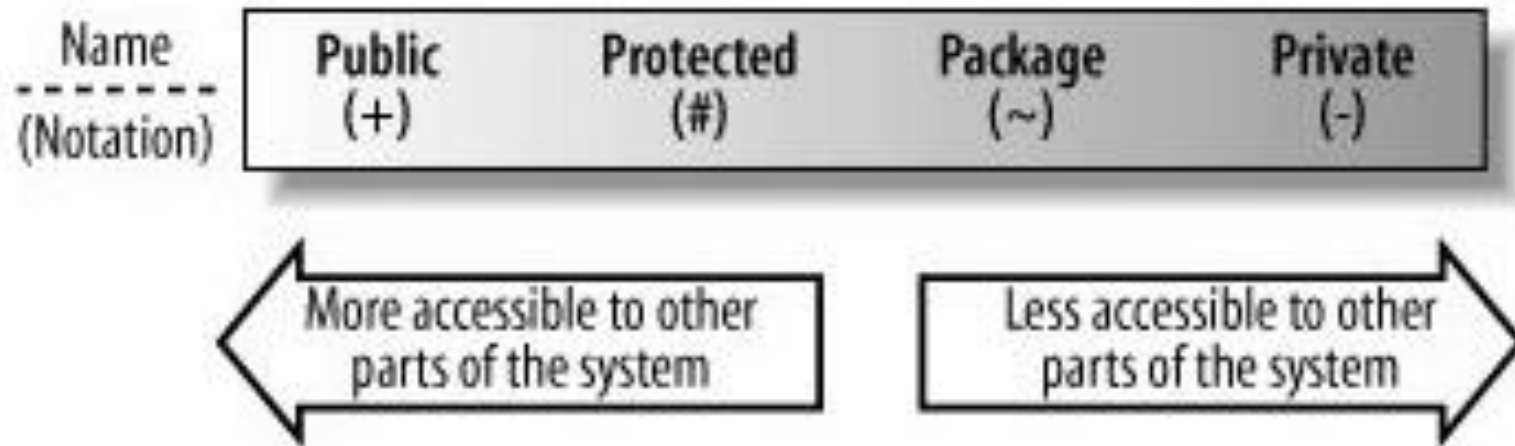 Name
(Notation)
Public Protected Package Private
(+) (#) (~) (-)
More accessible to other
parts of the system
Less accessible to other
parts of the system